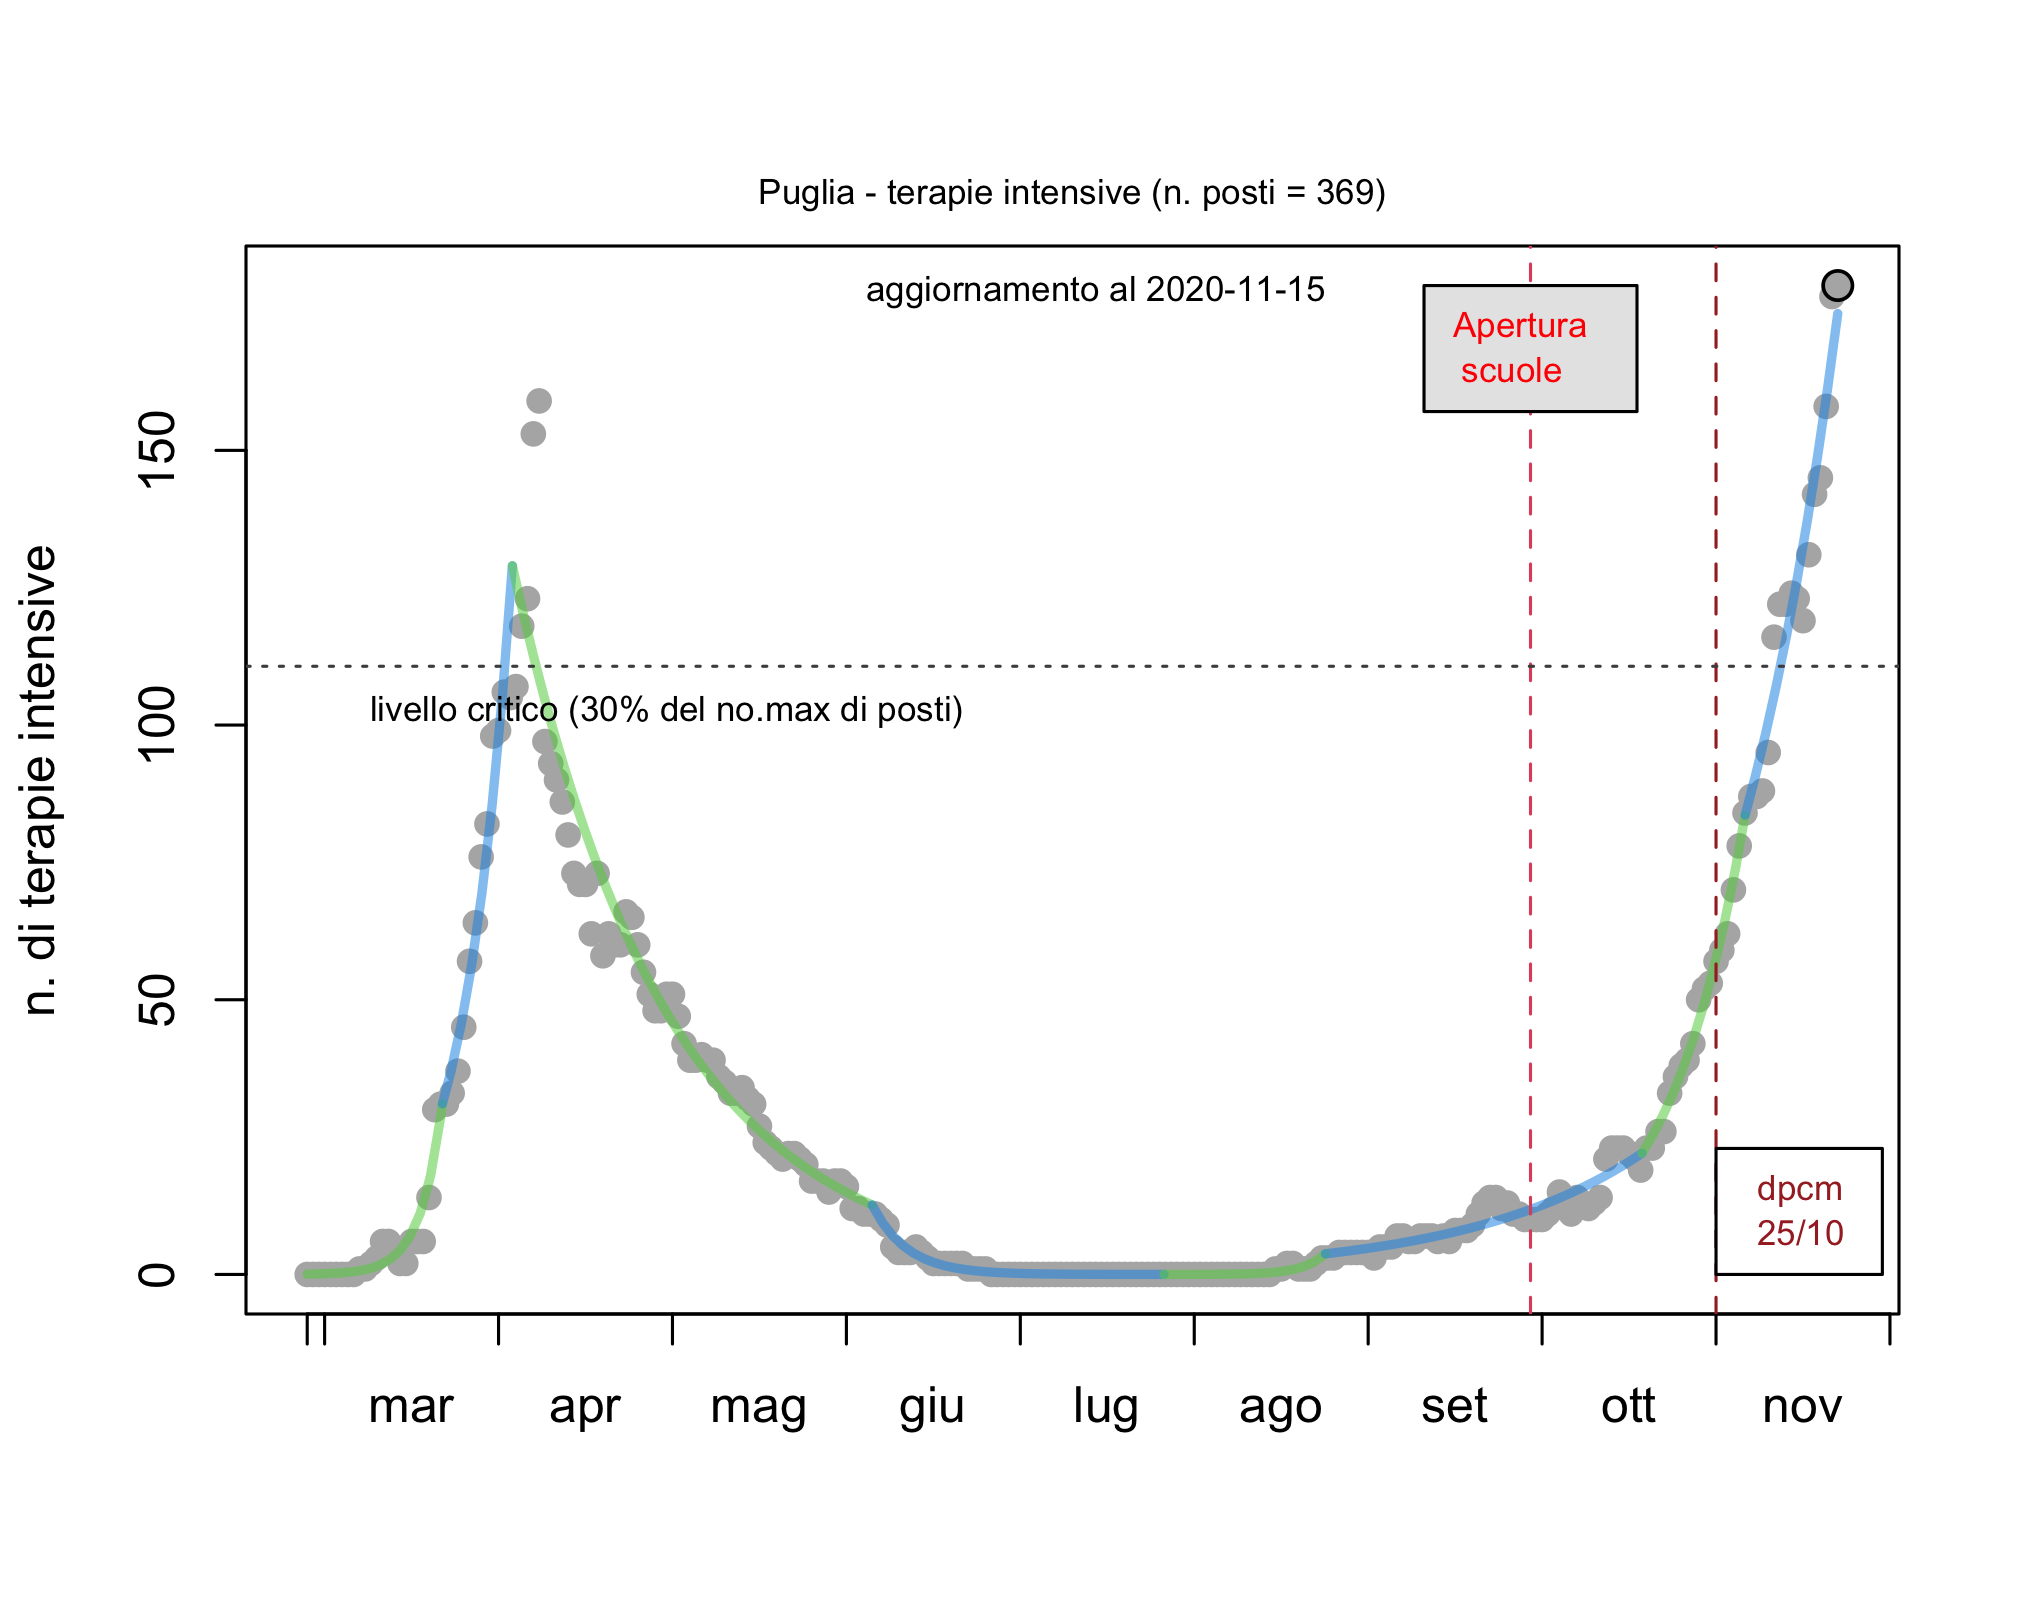 Puglia - terapie intensive (n. posti = 369)
aggiornamento al 2020-11-15
Apertura
scuole
livello critico (30% del no.max di posti)
dpcm
25/10
n. di terapie intensive
150
100
50
0
mar apr mag giu lug ago set ott nov